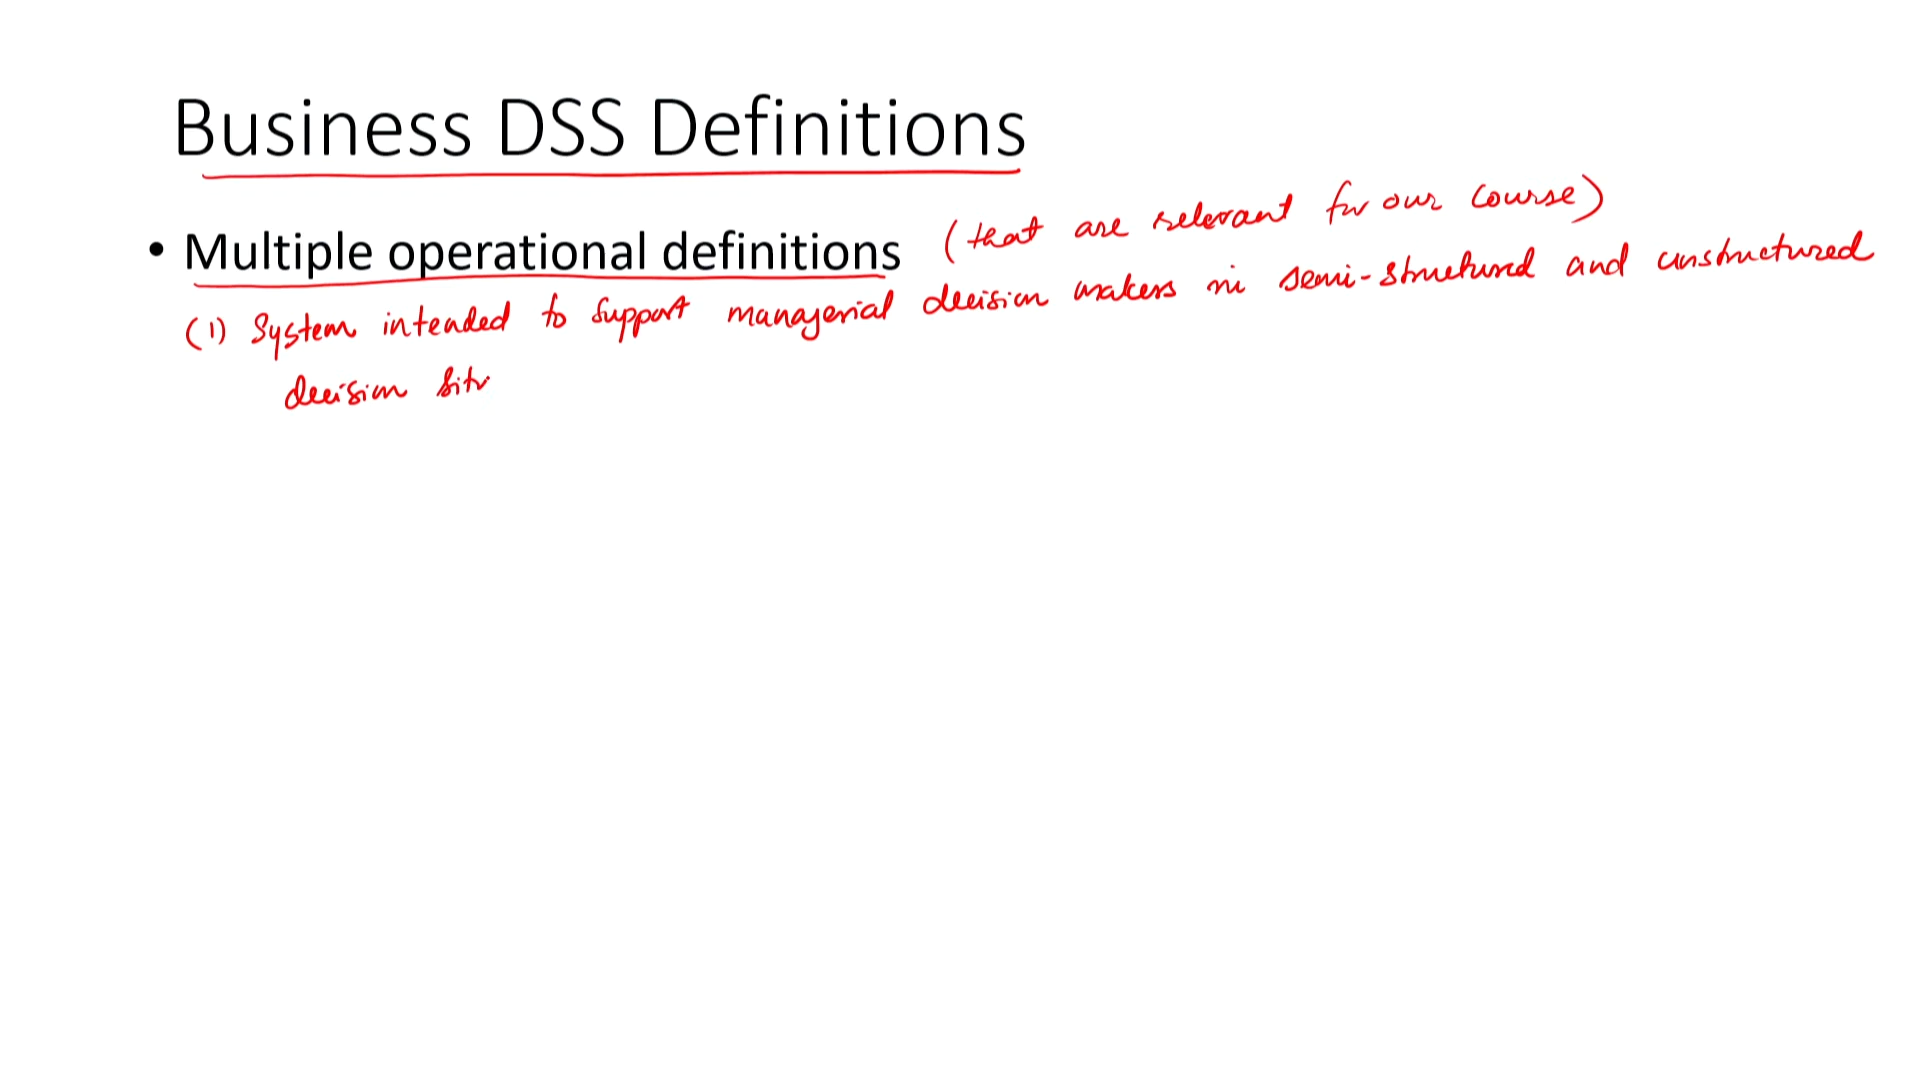 Business DSS Definitions
• Multiple operational definitions (that are relevant for our course)
(1) System intended to support managerial decision makers in semi-structured and unstructured
decision situ